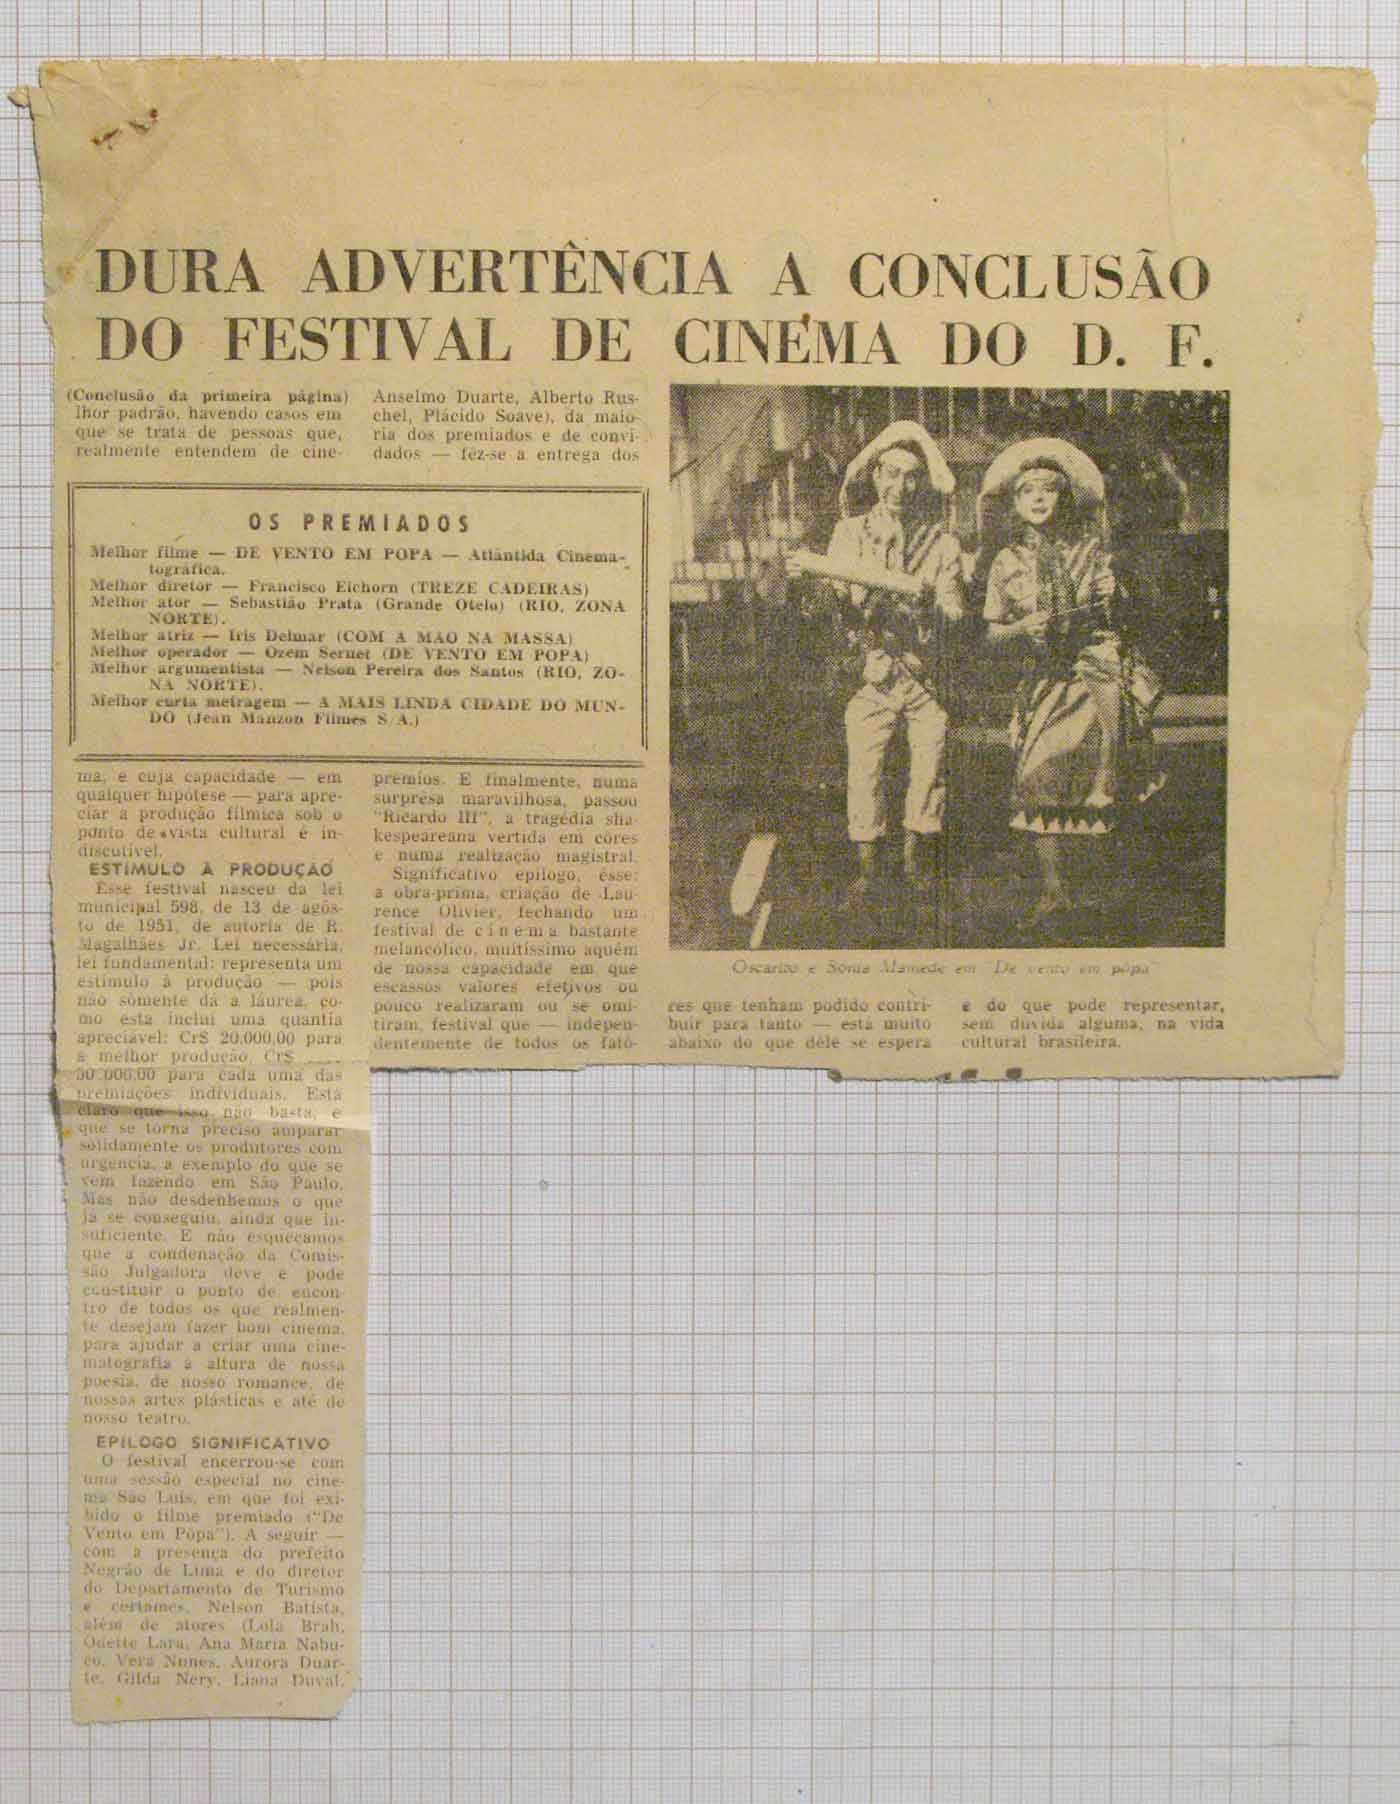 DURA ADVERTÊNCIA A CONCLUSÃO
DO FESTIVAL DE CINEMA DO D. F.
(Conclusão da primeira página)
lhor padrão, havendo casos em
que se trata de pessoas que,
realmente entendem de cine-
OS PREMIADOS
Melhor filme — DE VENTO EM POPA — Atlântida Cinema-
tográfica.
Melhor diretor — Francisco Eichorn (TREZE CADEIRAS)
Melhor ator — Sebastião Prata (Grande Otelo) (RIO, ZONA
NORTE).
Melhor atriz — Iris Delmar (COM A MÃO NA MASSA)
Melhor operador — Ozem Sernet (DE VENTO EM POPA)
Melhor argumentista — Nelson Pereira dos Santos (RIO, ZO-
NA NORTE).
Melhor curta metragem — A MAIS LINDA CIDADE DO MUN-
DO (Jean Manzon Filmes S/A.)
ma, e cuja capacidade — em
qualquer hipótese — para apre-
ciar a produção fílmica sob o
ponto de vista cultural é in-
discutível.
ESTÍMULO À PRODUÇÃO
Esse festival nasceu da lei
municipal 598, de 13 de agôs-
to de 1951, de autoria de R.
Magalhães Jr. Lei necessária,
lei fundamental: representa um
estímulo à produção — pois
não sòmente dá a láurea, co-
mo esta inclui uma quantia
apreciável: Cr$ 20.000,00 para
a melhor produção, Cr$ .....
50.000,00 para cada uma das
premiações individuais. Está
claro que isso não basta, e
que se torna preciso amparar
sòlidamente os produtores com
urgência, a exemplo do que se
vem fazendo em São Paulo.
Mas não desdenhemos o que
já se conseguiu, ainda que in-
suficiente. E não esqueçamos
que a condenação da Comis-
são Julgadora deve e pode
constituir o ponto de encon-
tro de todos os que realmen-
te desejam fazer bom cinema,
para ajudar a criar uma cine-
matografia à altura de nossa
poesia, de nosso romance, de
nossas artes plásticas e até de
nosso teatro.
EPÍLOGO SIGNIFICATIVO
O festival encerrou-se com
uma sessão especial no cine-
ma São Luís, em que foi exi-
bido o filme premiado ("De
Vento em Pôpa"). A seguir —
com a presença do prefeito
Negrão de Lima e do diretor
do Departamento de Turismo
e certames, Nelson Batista,
além de atores (Lola Brah,
Odette Lara, Ana Maria Nabu-
co, Vera Nunes, Aurora Duar-
te, Gilda Nery, Liana Duval,
Anselmo Duarte, Alberto Rus-
chel, Plácido Soave), da maio-
ria dos premiados e de convi-
dados — fêz-se a entrega dos
prêmios. E finalmente, numa
surprêsa maravilhosa, passou
"Ricardo III", a tragédia sha-
kespeareana vertida em côres
e numa realização magistral.
Significativo epílogo, êsse:
a obra-prima, criação de Lau-
rence Olivier, fechando um
festival de cinema bastante
melancólico, muitíssimo aquém
de nossa capacidade em que
escassos valores efetivos ou
pouco realizaram ou se omi-
tiram, festival que — indepen-
dentemente de todos os fatô-
Oscarito e Sônia Mamede em "De vento em pôpa"
res que tenham podido contri-
buir para tanto — está muito
abaixo do que dêle se espera
e do que pode representar,
sem dúvida alguma, na vida
cultural brasileira.